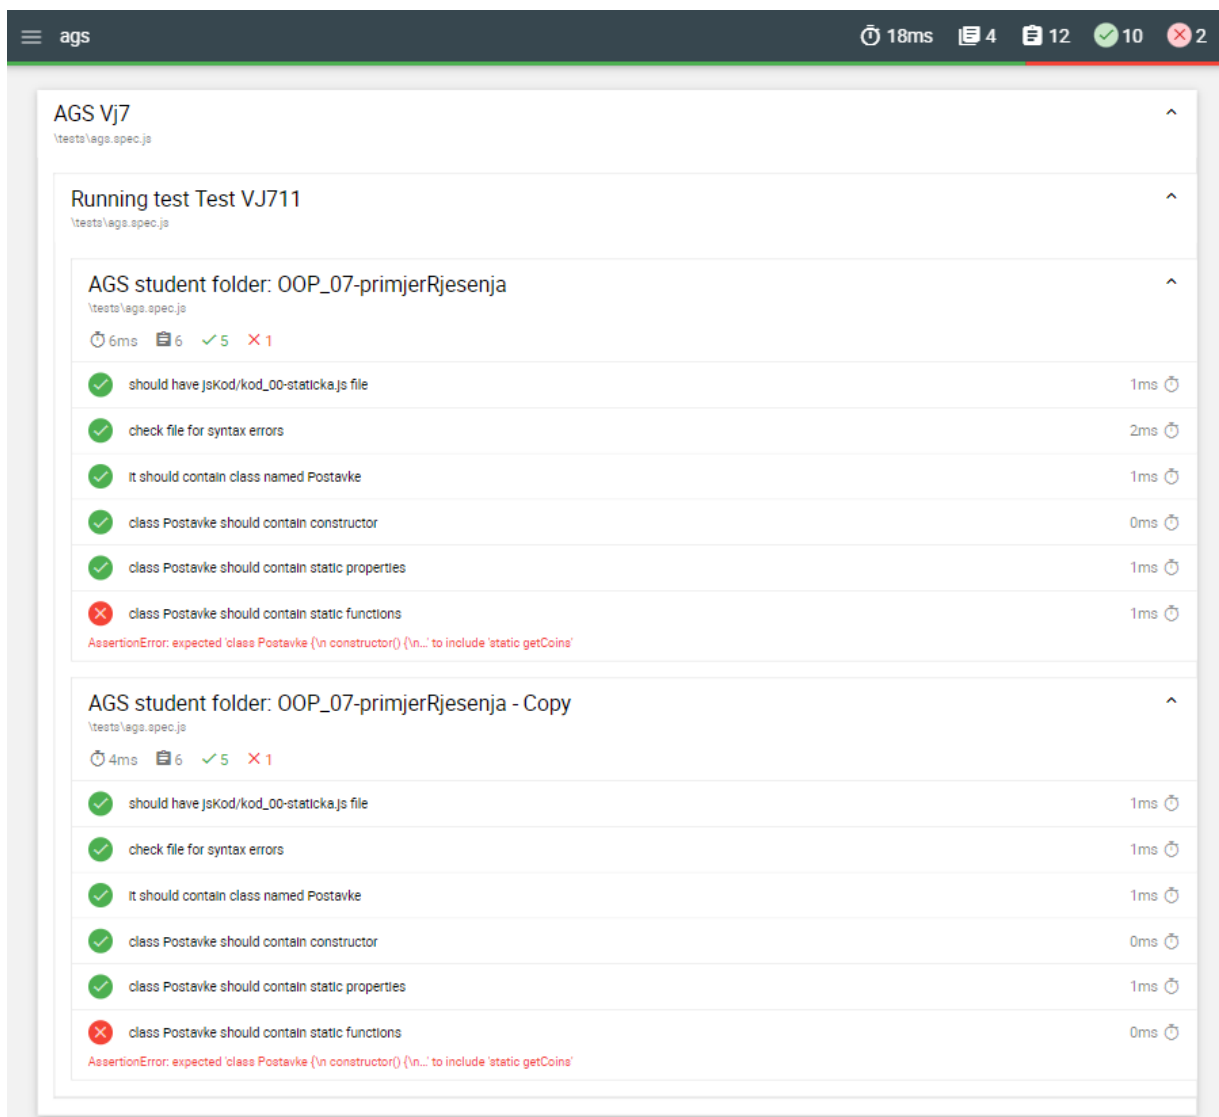 ags 18ms 4 12 10 2
AGS Vj7
\tests\ags.spec.js
Running test Test VJ711
\tests\ags.spec.js
AGS student folder: OOP_07-primjerRjesenja
\tests\ags.spec.js
6ms 6 5 1
should have jsKod/kod_00-staticka.js file 1ms
check file for syntax errors 2ms
it should contain class named Postavke 1ms
class Postavke should contain constructor 0ms
class Postavke should contain static properties 1ms
class Postavke should contain static functions 1ms
AssertionError: expected 'class Postavke {\n constructor() {\n...' to include 'static getCoins'
AGS student folder: OOP_07-primjerRjesenja - Copy
\tests\ags.spec.js
4ms 6 5 1
should have jsKod/kod_00-staticka.js file 1ms
check file for syntax errors 1ms
it should contain class named Postavke 1ms
class Postavke should contain constructor 0ms
class Postavke should contain static properties 1ms
class Postavke should contain static functions 0ms
AssertionError: expected 'class Postavke {\n constructor() {\n...' to include 'static getCoins'